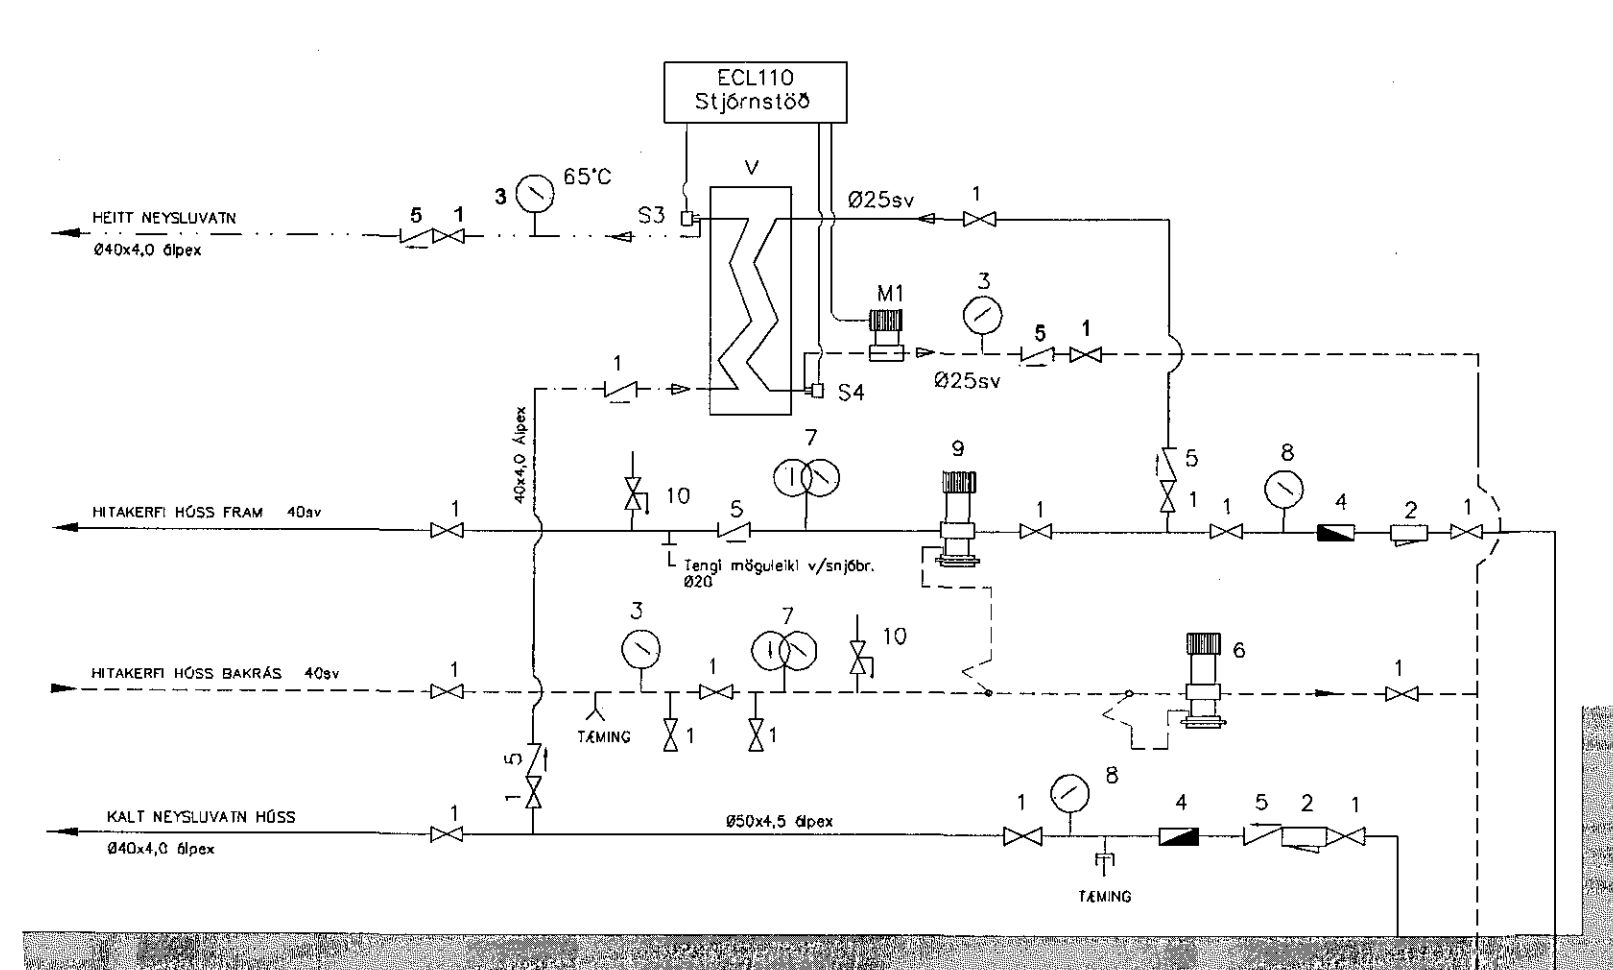 ECL110
Stjórnstöð
V
65°C
3
S3
Ø25sv
1
HEITT NEYSLUVATN
5
1
Ø40x4,0 álpex
M1
3
5
1
Ø25sv
1
S4
40x4,0 Álpex
7
9
5
8
10
1
4
2
1
HITAKERFI HÚSS FRAM 40sv
1
5
1
1
Tengi möguleiki v/snjóbr.
Ø20
3
7
10
6
HITAKERFI HÚSS BAKRÁS 40sv
1
1
1
TÆMING
1
1
5
1
8
KALT NEYSLUVATN HÚSS
1
Ø50x4,5 álpex
1
4
5
2
1
Ø40x4,0 álpex
TÆMING